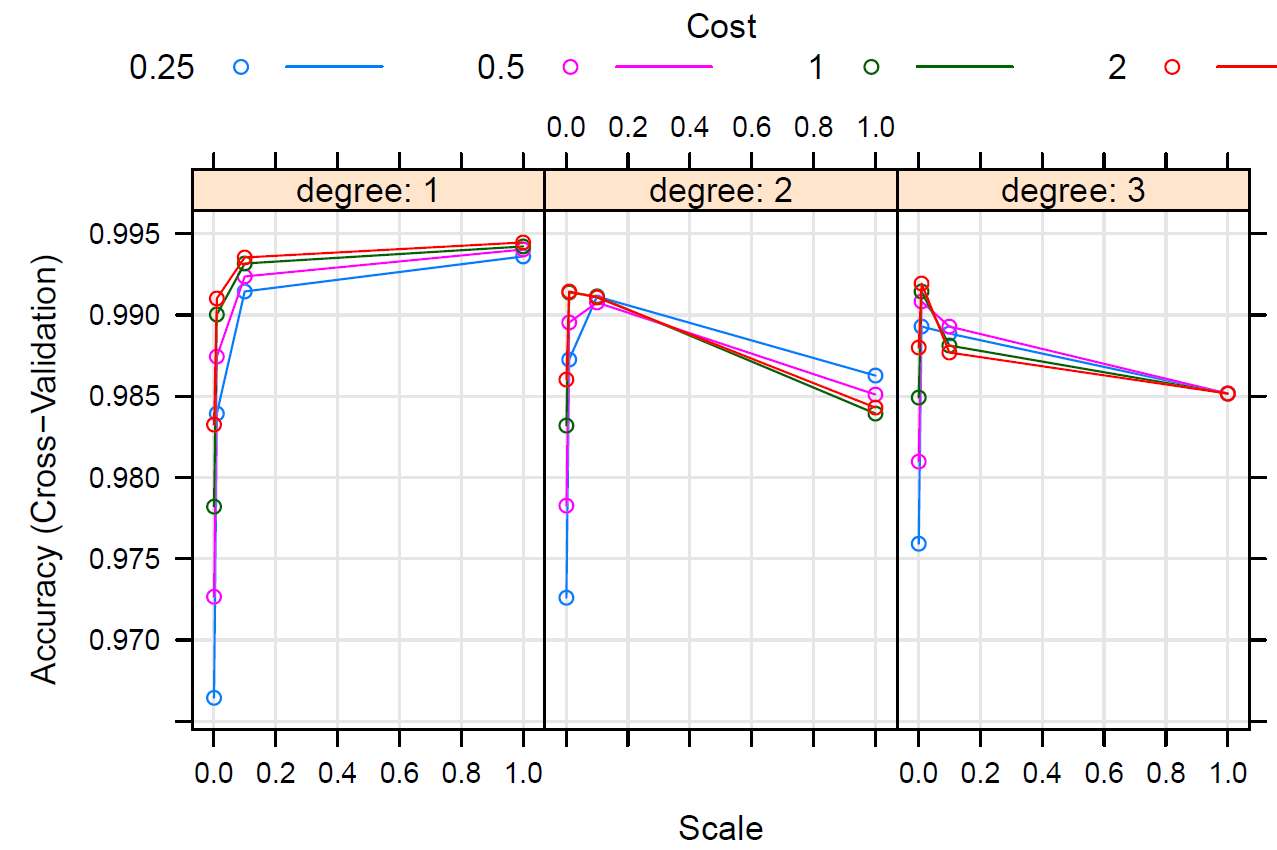 Cost
0.25 0.5 1 2
0.0 0.2 0.4 0.6 0.8 1.0
degree: 1 degree: 2 degree: 3
0.995
0.990
0.985
0.980
0.975
0.970
Accuracy (Cross−Validation)
0.0 0.2 0.4 0.6 0.8 1.0 0.0 0.2 0.4 0.6 0.8 1.0
Scale